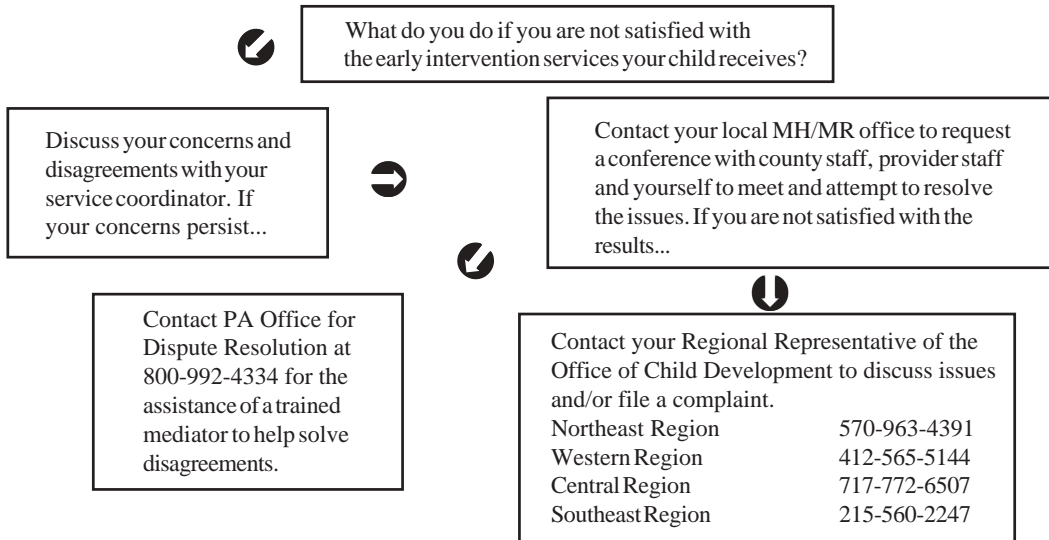 What do you do if you are not satisfied with
the early intervention services your child receives?
Discuss your concerns and
disagreements with your
service coordinator. If
your concerns persist...
Contact your local MH/MR office to request
a conference with county staff, provider staff
and yourself to meet and attempt to resolve
the issues. If you are not satisfied with the
results...
Contact PA Office for
Dispute Resolution at
800-992-4334 for the
assistance of a trained
mediator to help solve
disagreements.
Contact your Regional Representative of the
Office of Child Development to discuss issues
and/or file a complaint.
Northeast Region 570-963-4391
Western Region 412-565-5144
Central Region 717-772-6507
Southeast Region 215-560-2247